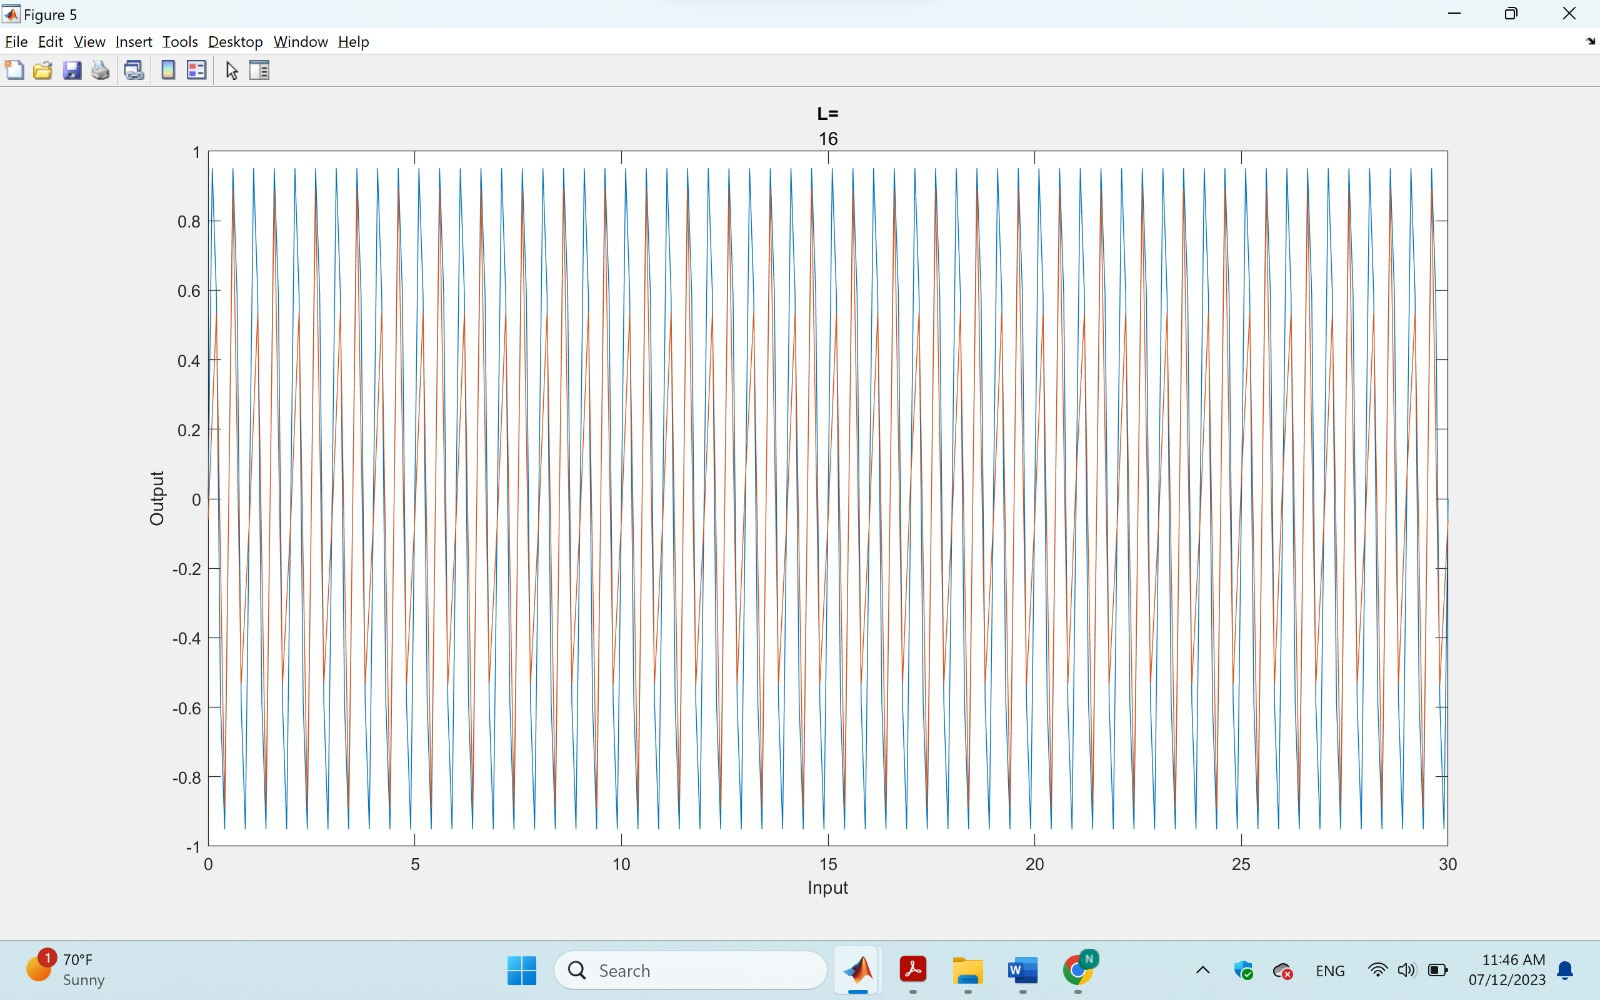 Figure 5
File Edit View Insert Tools Desktop Window Help
L=
16
1
0.8
0.6
0.4
0.2
0
-0.2
-0.4
-0.6
-0.8
-1
Output
0 5 10 15 20 25 30
Input
1
70°F
Sunny
Search
W
N
ENG
11:46 AM
07/12/2023